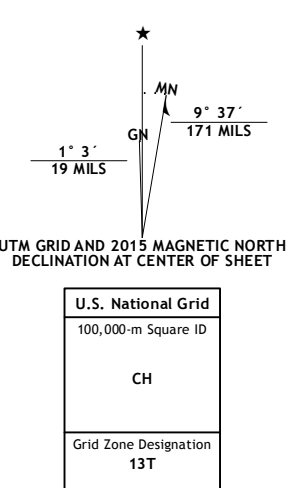 ★
MN
GN
9° 37´
171 MILS
1° 3´
19 MILS
UTM GRID AND 2015 MAGNETIC NORTH
DECLINATION AT CENTER OF SHEET
U.S. National Grid
100,000-m Square ID
CH
Grid Zone Designation
13T